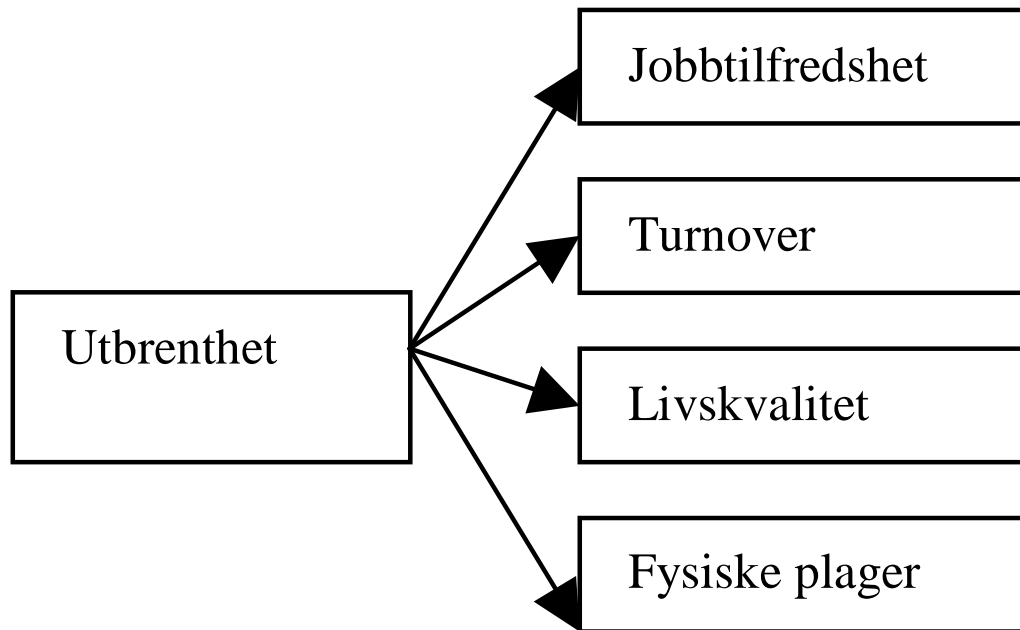 Jobbtilfredshet
Turnover
Utbrenthet
Livskvalitet
Fysiske plager